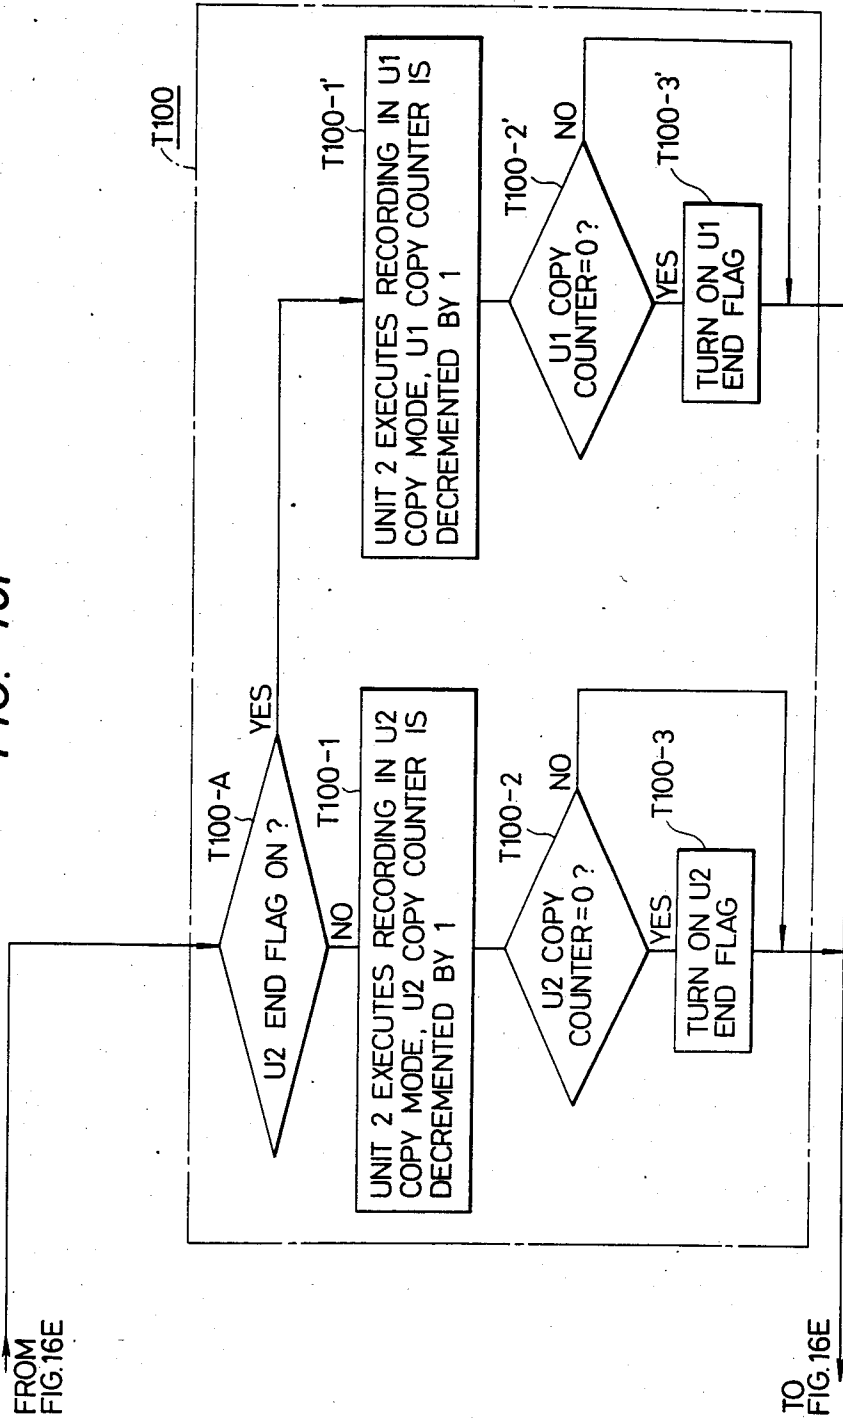 FROM
FIG.16E
T100
T100-A
U2 END FLAG ON ?
YES
NO
T100-1
UNIT 2 EXECUTES RECORDING IN U2
COPY MODE, U2 COPY COUNTER IS
DECREMENTED BY 1
T100-2
U2 COPY
COUNTER=0 ?
NO
YES
T100-3
TURN ON U2
END FLAG
T100-1'
UNIT 2 EXECUTES RECORDING IN U1
COPY MODE, U1 COPY COUNTER IS
DECREMENTED BY 1
T100-2'
U1 COPY
COUNTER=0 ?
NO
YES
T100-3'
TURN ON U1
END FLAG
TO
FIG.16E